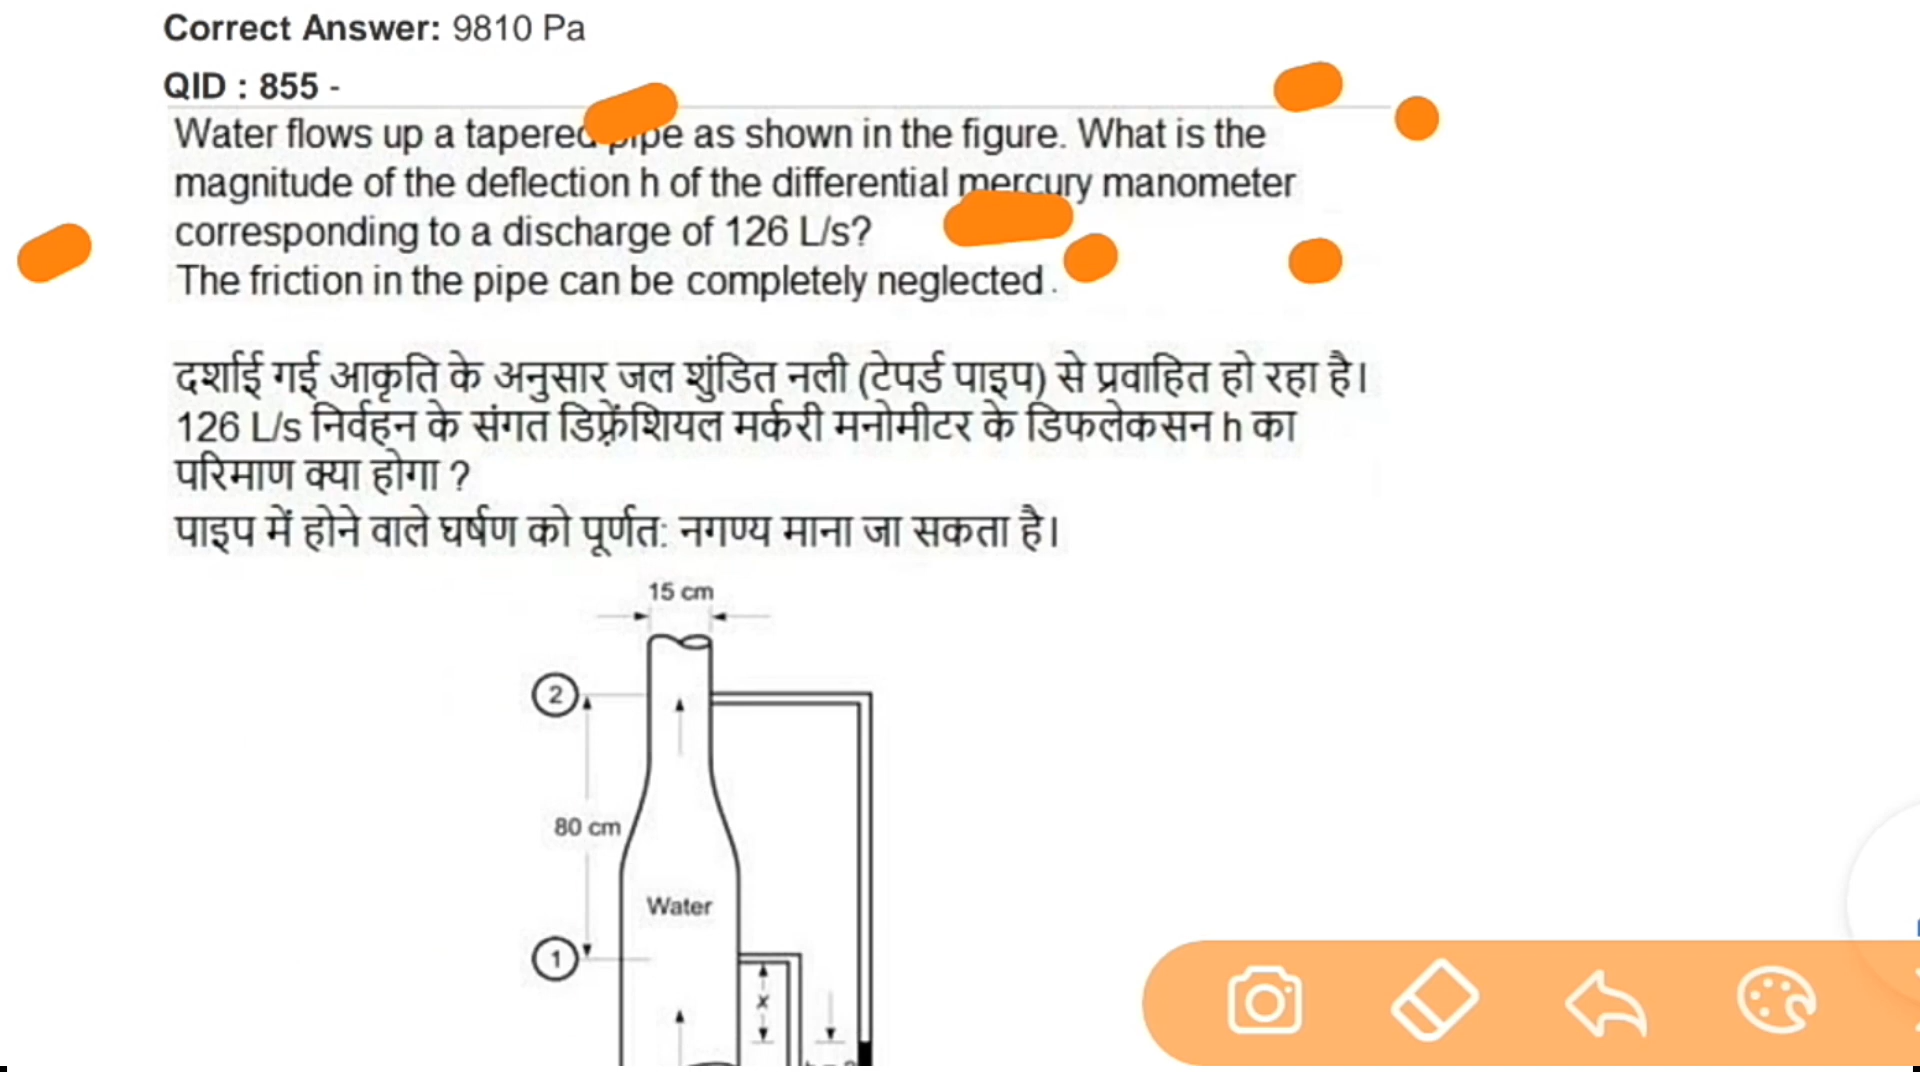 Correct Answer: 9810 Pa
QID : 855 -
Water flows up a tapered pipe as shown in the figure. What is the
magnitude of the deflection h of the differential mercury manometer
corresponding to a discharge of 126 L/s?
The friction in the pipe can be completely neglected .
दर्शाई गई आकृति के अनुसार जल शुंडित नली (टेपर्ड पाइप) से प्रवाहित हो रहा है।
126 L/s निर्वहन के संगत डिफ़्रेंशियल मर्करी मनोमीटर के डिफलेकसन h का
परिमाण क्या होगा ?
पाइप में होने वाले घर्षण को पूर्णत: नगण्य माना जा सकता है।
15 cm
2
80 cm
Water
1
x